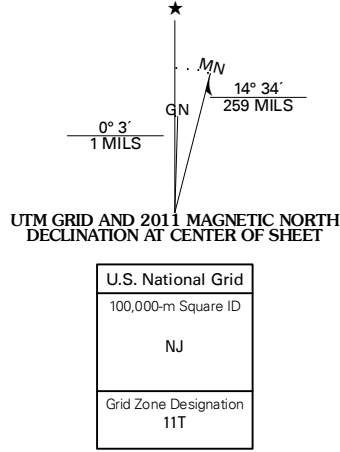 ★
MN
GN
14° 34´
259 MILS
0° 3´
1 MILS
UTM GRID AND 2011 MAGNETIC NORTH
DECLINATION AT CENTER OF SHEET
U.S. National Grid
100,000-m Square ID
NJ
Grid Zone Designation
11T